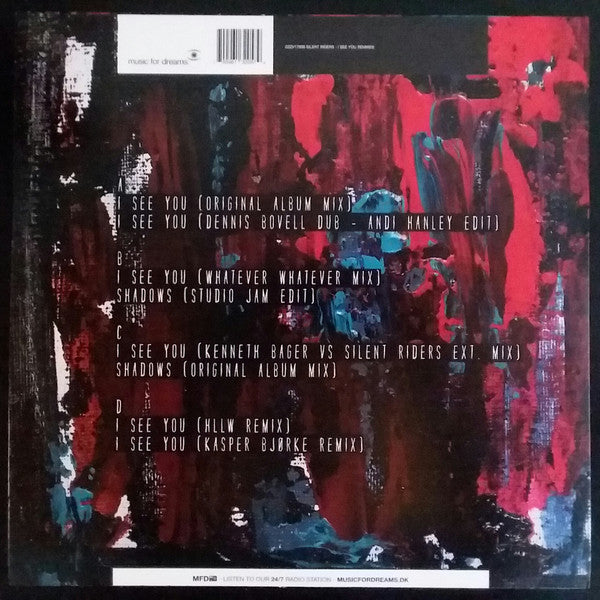 music for dreams.
SILENT RIDERS - I SEE YOU REMIXES
A
I SEE YOU (ORIGINAL ALBUM MIX)
I SEE YOU (DENNIS BOVELL DUB - ANDI HANLEY EDIT)
B
I SEE YOU (WHATEVER WHATEVER MIX)
SHADOWS (STUDIO JAM EDIT)
C
I SEE YOU (KENNETH BAGER VS SILENT RIDERS EXT. MIX)
SHADOWS (ORIGINAL ALBUM MIX)
D
I SEE YOU (HLLW REMIX)
I SEE YOU (KASPER BJØRKE REMIX)
MFD - LISTEN TO OUR 24/7 RADIO STATION - MUSICFORDREAMS.DK